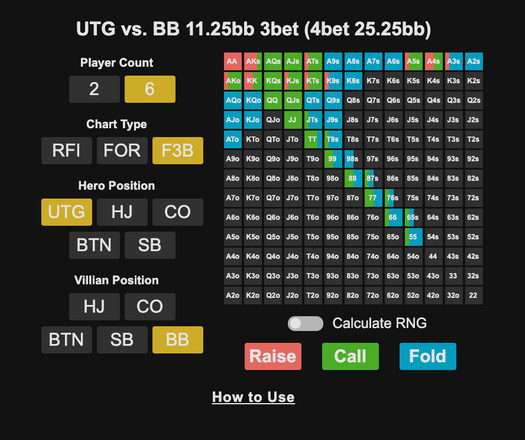 UTG vs. BB 11.25bb 3bet (4bet 25.25bb)
Player Count
2 6
Chart Type
RFI FOR F3B
Hero Position
UTG HJ CO
BTN SB
Villian Position
HJ CO
BTN SB BB
AA AKs AQs AJs ATs A9s A8s A7s A6s A5s A4s A3s A2s
AKo KK KQs KJs KTs K9s K8s K7s K6s K5s K4s K3s K2s
AQo KQo QQ QJs QTs Q9s Q8s Q7s Q6s Q5s Q4s Q3s Q2s
AJo KJo QJo JJ JTs J9s J8s J7s J6s J5s J4s J3s J2s
ATo KTo QTo JTo TT T9s T8s T7s T6s T5s T4s T3s T2s
A9o K9o Q9o J9o T9o 99 98s 97s 96s 95s 94s 93s 92s
A8o K8o Q8o J8o T8o 98o 88 87s 86s 85s 84s 83s 82s
A7o K7o Q7o J7o T7o 97o 87o 77 76s 75s 74s 73s 72s
A6o K6o Q6o J6o T6o 96o 86o 76o 66 65s 64s 63s 62s
A5o K5o Q5o J5o T5o 95o 85o 75o 65o 55 54s 53s 52s
A4o K4o Q4o J4o T4o 94o 84o 74o 64o 54o 44 43s 42s
A3o K3o Q3o J3o T3o 93o 83o 73o 63o 53o 43o 33 32s
A2o K2o Q2o J2o T2o 92o 82o 72o 62o 52o 42o 32o 22
Calculate RNG
Raise Call Fold
How to Use